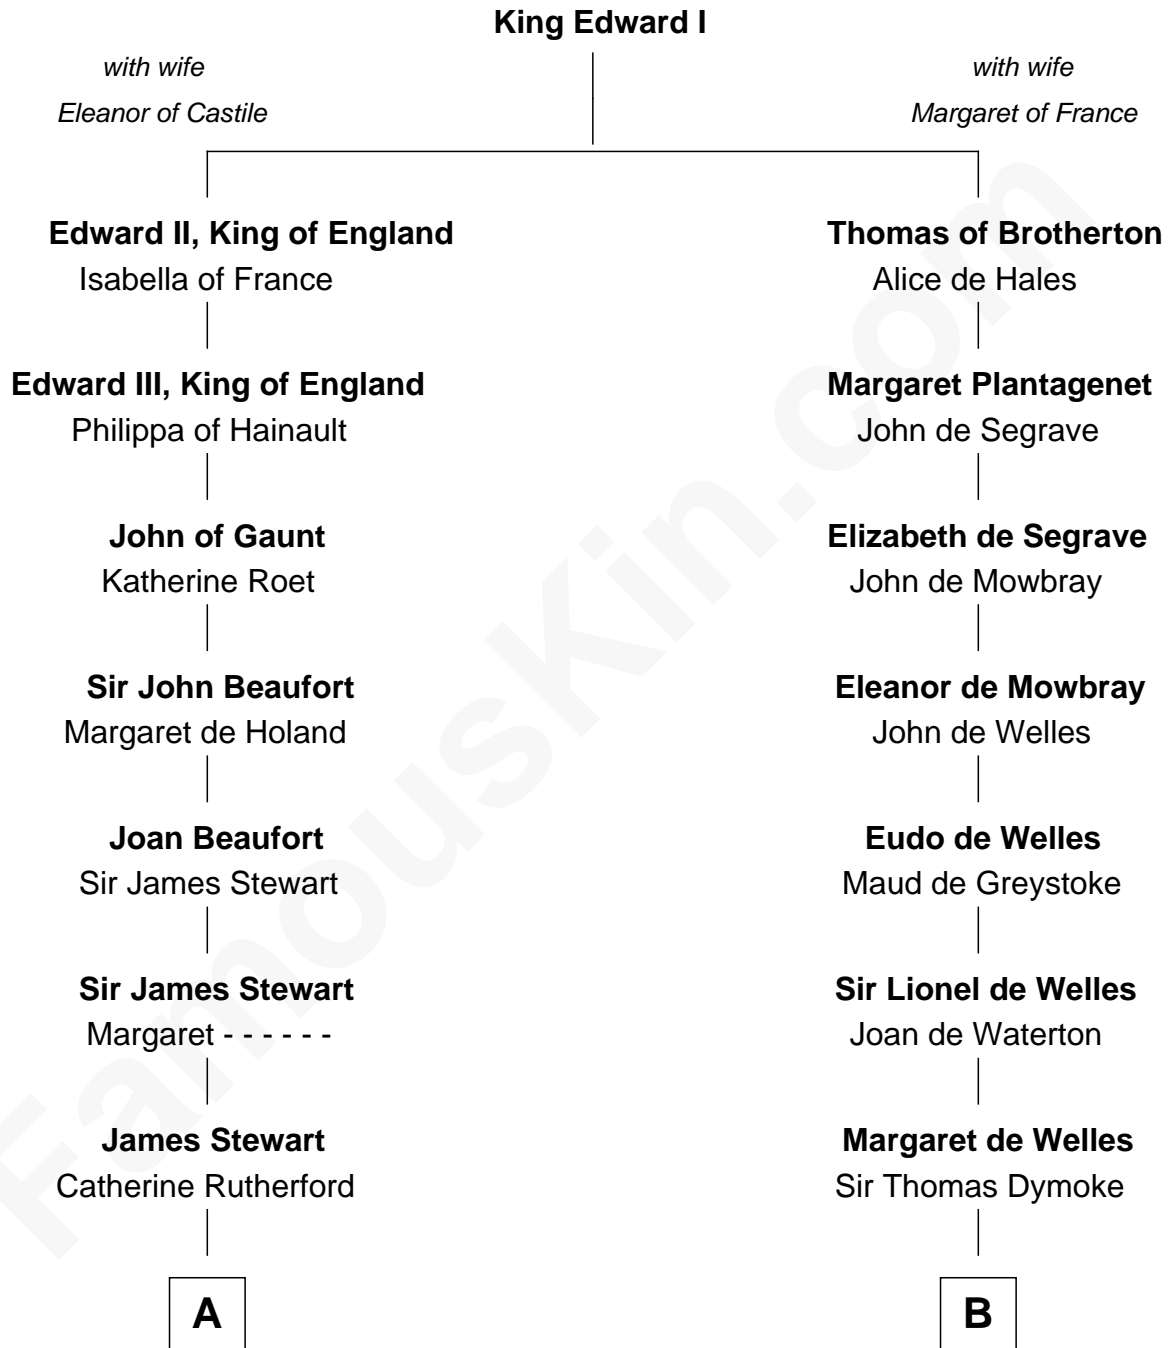 King Edward I
with wife
Eleanor of Castile
with wife
Margaret of France
Edward II, King of England
Isabella of France
Thomas of Brotherton
Alice de Hales
Edward III, King of England
Philippa of Hainault
Margaret Plantagenet
John de Segrave
John of Gaunt
Katherine Roet
Elizabeth de Segrave
John de Mowbray
Sir John Beaufort
Margaret de Holand
Eleanor de Mowbray
John de Welles
Joan Beaufort
Sir James Stewart
Eudo de Welles
Maud de Greystoke
Sir James Stewart
Margaret - - - - - -
Sir Lionel de Welles
Joan de Waterton
James Stewart
Catherine Rutherford
Margaret de Welles
Sir Thomas Dymoke
A
B
FamousKin.com